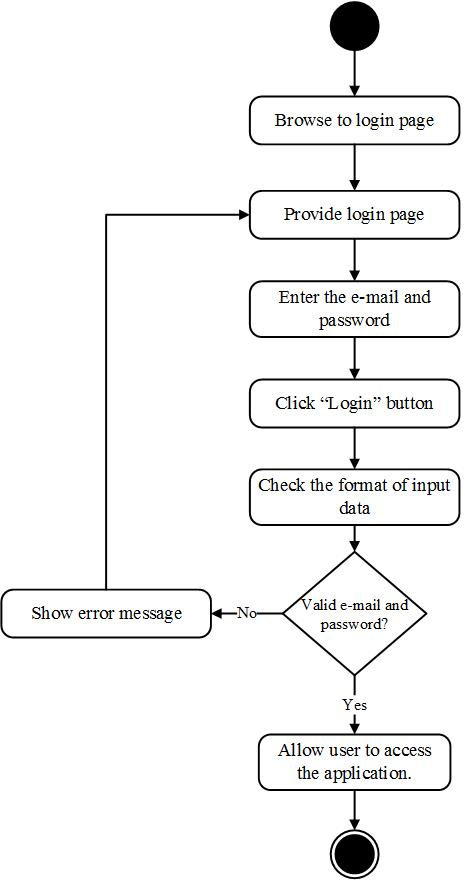 Browse to login page
Provide login page
Enter the e-mail and
password
Click “Login” button
Check the format of input
data
Valid e-mail and
password?
No
Show error message
Yes
Allow user to access
the application.